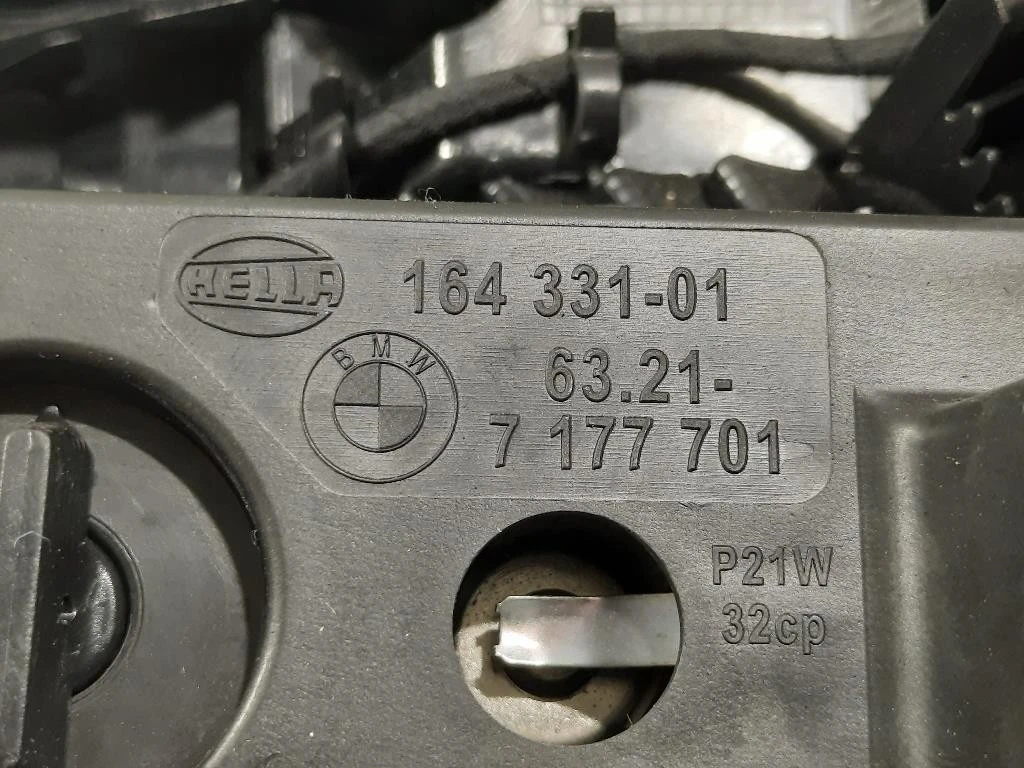 HELLA 164 331-01
BMW 63.21-
7 177 701
P21W
32cp